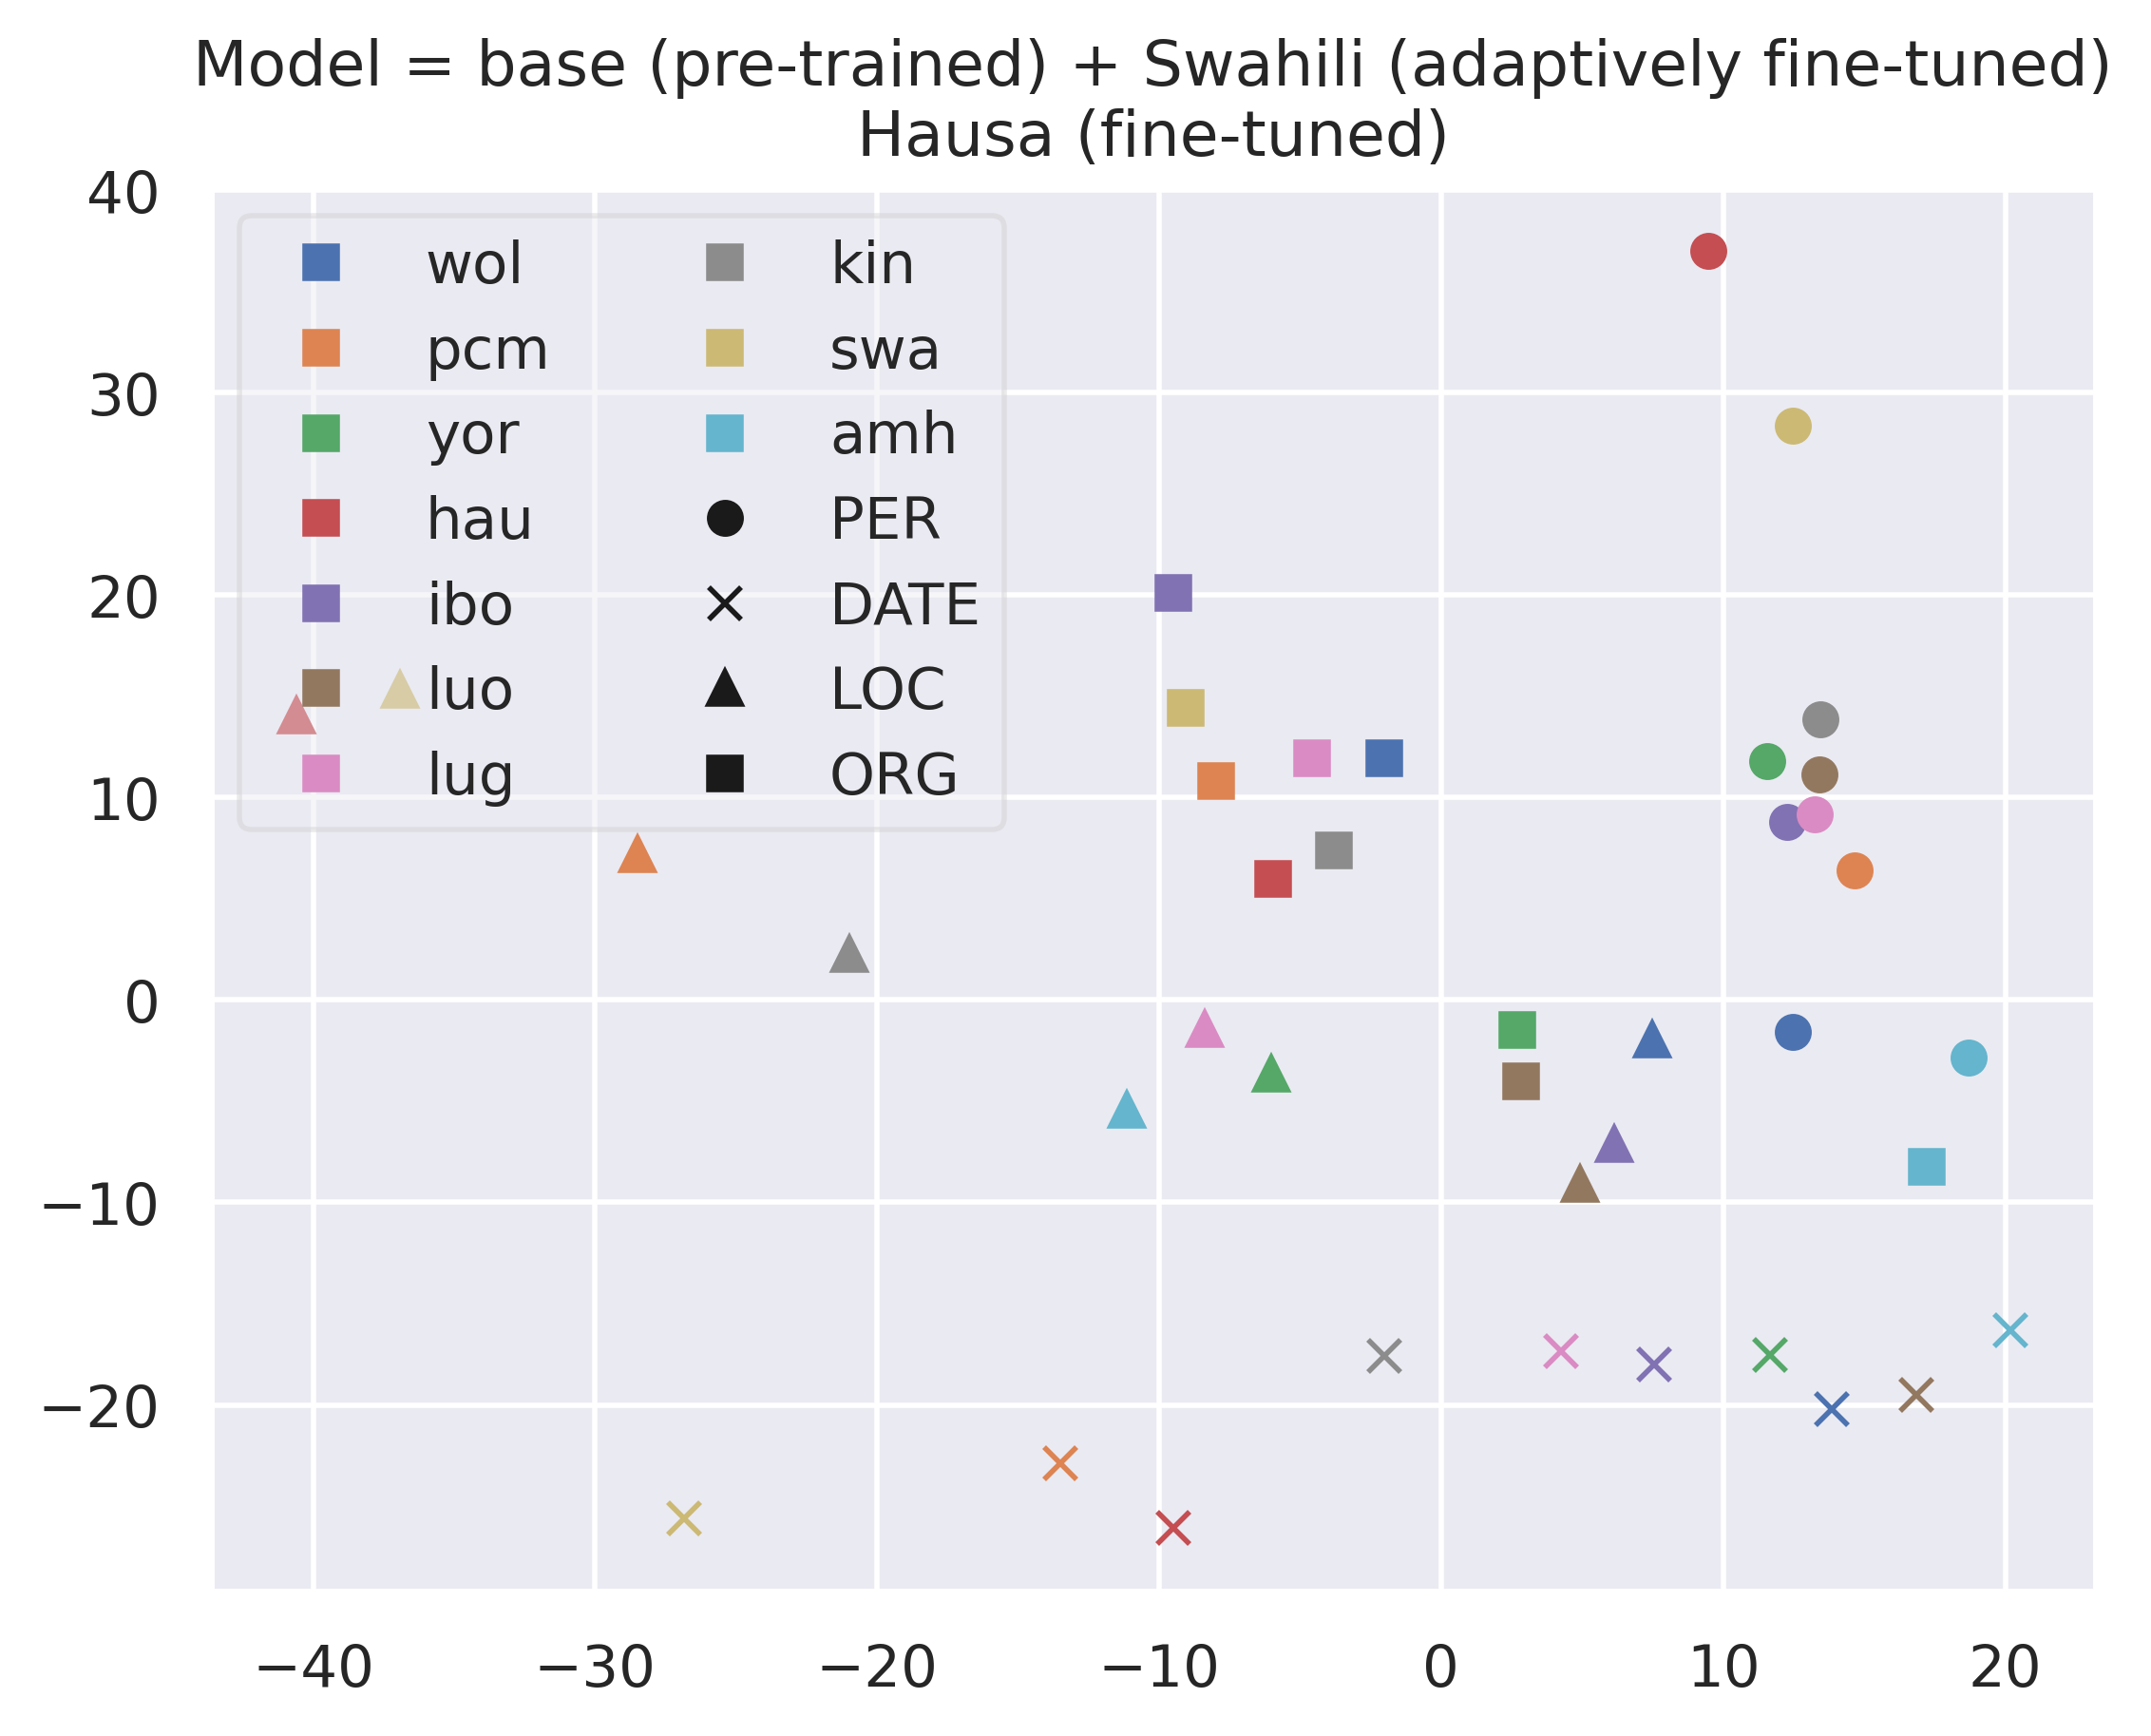 Model = base (pre-trained) + Swahili (adaptively fine-tuned)
Hausa (fine-tuned)
40
30
20
10
0
−10
−20
wol
pcm
yor
hau
ibo
luo
lug
kin
swa
amh
PER
DATE
LOC
ORG
−40
−30
−20
−10
0
10
20